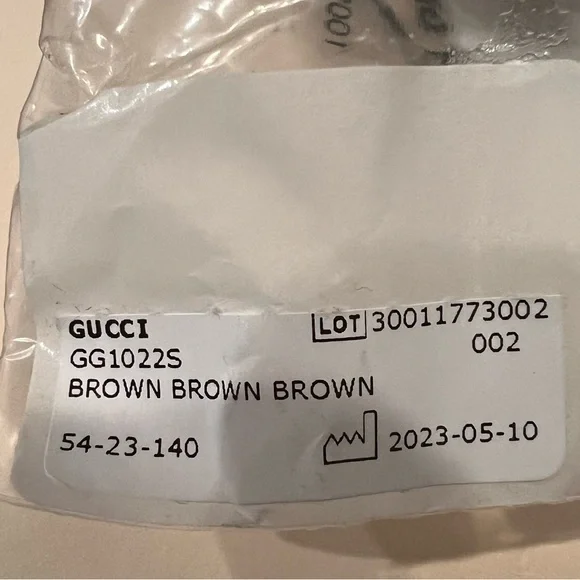 GUCCI LOT 30011773002
GG1022S 002
BROWN BROWN BROWN
54-23-140 2023-05-10